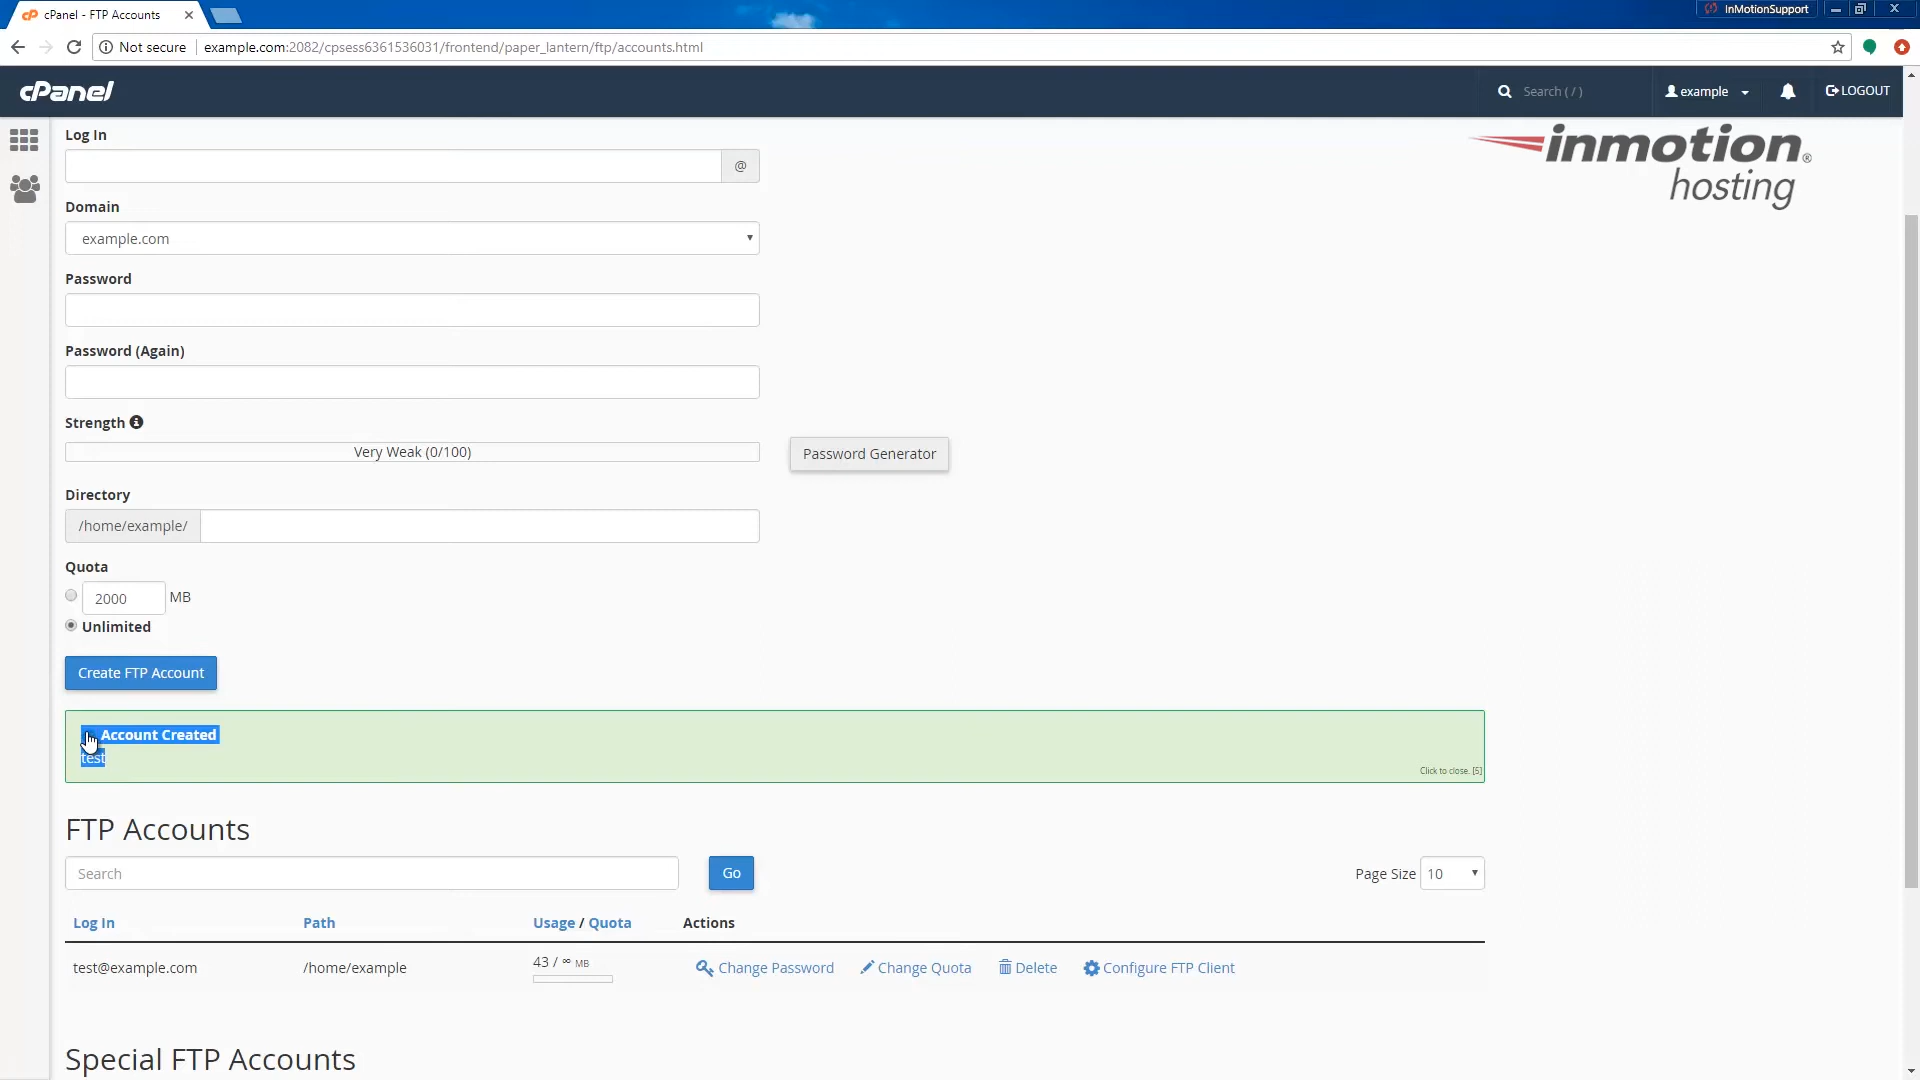 cPanel - FTP Accounts
InMotionSupport
Not secure
example.com:2082/cpsess6361536031/frontend/paper_lantern/ftp/accounts.html
cPanel
Search ( / )
example
LOGOUT
inmotion®
hosting
Log In
@
Domain
example.com
Password
Password (Again)
Strength
Very Weak (0/100)
Password Generator
Directory
/home/example/
Quota
2000 MB
Unlimited
Create FTP Account
Account Created
test
Click to close. [5]
FTP Accounts
Search
Go
Page Size 10
Log In Path Usage / Quota Actions
test@example.com /home/example 43 / ∞ MB Change Password Change Quota Delete Configure FTP Client
Special FTP Accounts